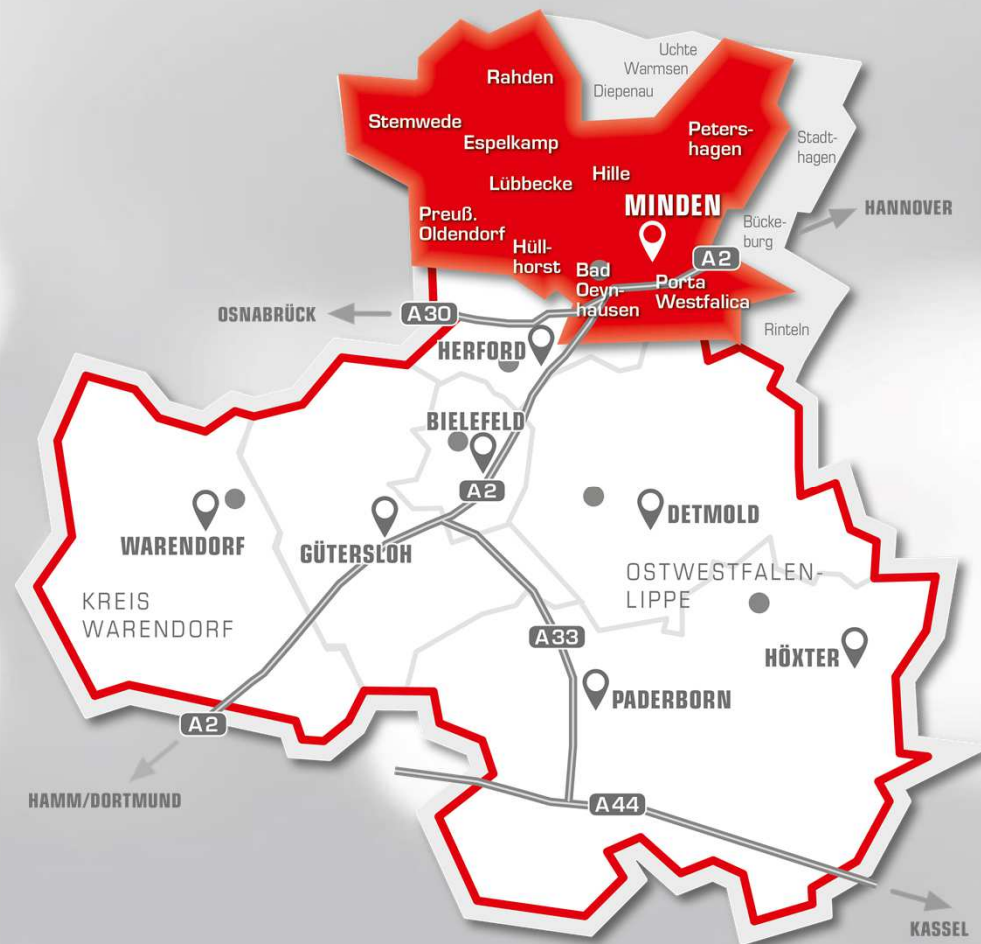 Uchte
Warmsen
Diepenau
Rahden
Stemwede
Espelkamp
Peters-
hagen
Stadt-
hagen
Lübbecke
Hille
MINDEN
Preuß.
Oldendorf
Hüll-
horst
Bücke-
burg
HANNOVER
A2
Bad
Oeyn-
hausen
Porta
Westfalica
OSNABRÜCK
A30
Rinteln
HERFORD
BIELEFELD
A2
WARENDORF
GÜTERSLOH
DETMOLD
KREIS
WARENDORF
OSTWESTFALEN-
LIPPE
A33
HÖXTER
PADERBORN
A2
HAMM/DORTMUND
A44
KASSEL